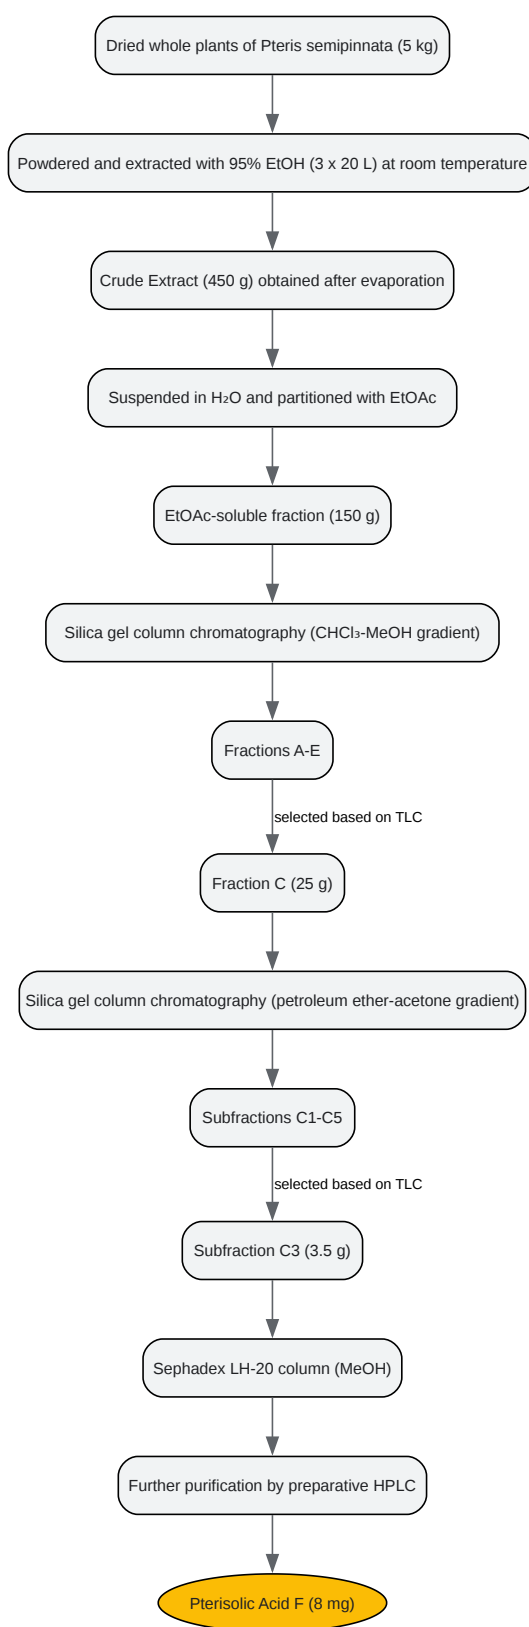 Dried whole plants of Pteris semipinnata (5 kg)
Powdered and extracted with 95% EtOH (3 x 20 L) at room temperature
Crude Extract (450 g) obtained after evaporation
Suspended in H₂O and partitioned with EtOAc
EtOAc-soluble fraction (150 g)
Silica gel column chromatography (CHCl₃-MeOH gradient)
Fractions A-E
selected based on TLC
Fraction C (25 g)
Silica gel column chromatography (petroleum ether-acetone gradient)
Subfractions C1-C5
selected based on TLC
Subfraction C3 (3.5 g)
Sephadex LH-20 column (MeOH)
Further purification by preparative HPLC
Pterisolic Acid F (8 mg)